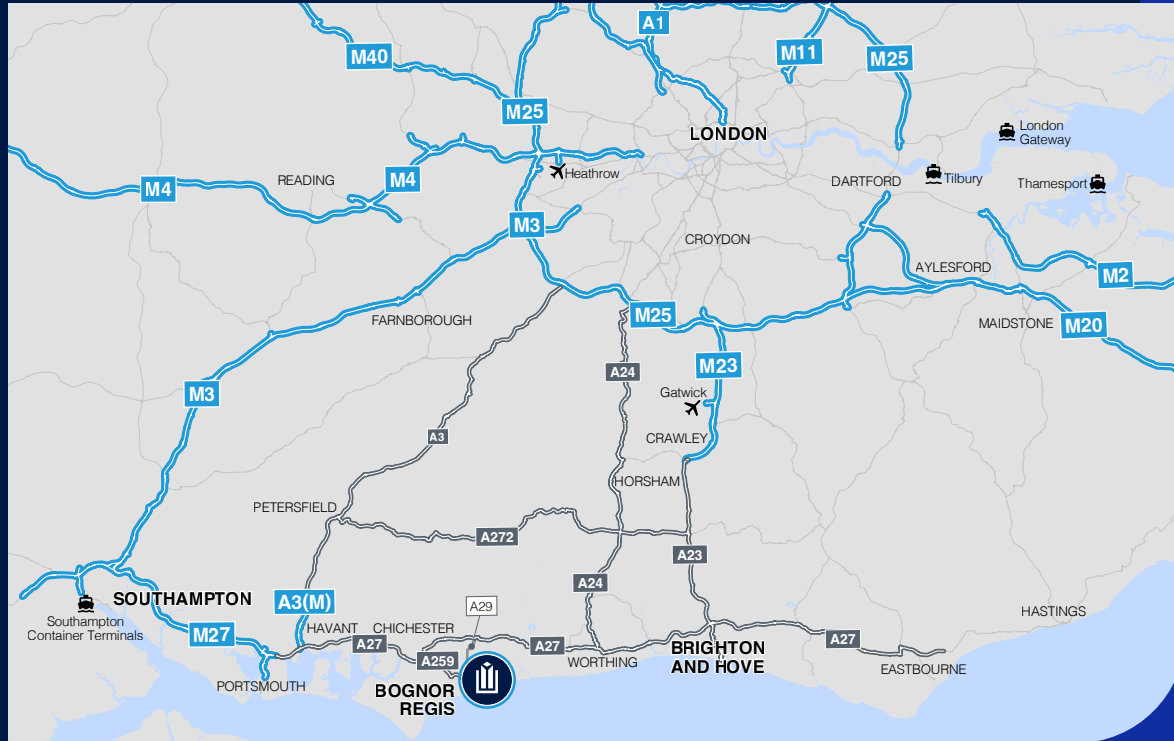 A1
M40
M11
M25
M25
LONDON
London
Gateway
Heathrow
READING
M4
M4
DARTFORD
Tilbury
Thamesport
M3
CROYDON
AYLESFORD
M2
FARNBOROUGH
M25
MAIDSTONE
M20
M23
A24
M3
Gatwick
A3
CRAWLEY
HORSHAM
PETERSFIELD
A272
A23
A24
SOUTHAMPTON
A3(M)
A29
HASTINGS
Southampton
Container Terminals
M27
HAVANT
CHICHESTER
A27
A27
A27
A259
WORTHING
BRIGHTON
AND HOVE
EASTBOURNE
PORTSMOUTH
BOGNOR
REGIS